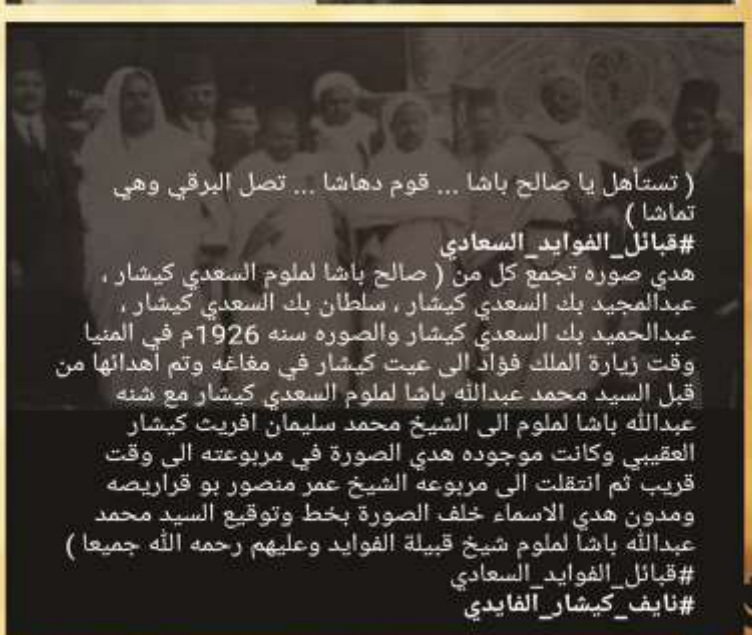 ( تستأهل يا صالح باشا ... قوم دهاشا ... تصل البرقي وهي
تماشا )
#قبائل_الفوايد_السعادي
هدي صوره تجمع كل من ( صالح باشا لملوم السعدي كيشار ،
عبدالمجيد بك السعدي كيشار ، سلطان بك السعدي كيشار ،
عبدالحميد بك السعدي كيشار والصوره سنه 1926م في المنيا
وقت زيارة الملك فؤاد الى عيت كيشار في مغاغه وتم أهدائها من
قبل السيد محمد عبدالله باشا لملوم السعدي كيشار مع شنه
عبدالله باشا لملوم الى الشيخ محمد سليمان افريث كيشار
العقيبي وكانت موجوده هدي الصورة في مربوعته الى وقت
قريب ثم انتقلت الى مربوعه الشيخ عمر منصور بو قراريصه
ومدون هدي الاسماء خلف الصورة بخط وتوقيع السيد محمد
عبدالله باشا لملوم شيخ قبيلة الفوايد وعليهم رحمه الله جميعا )
#قبائل_الفوايد_السعادي
#نايف_كيشار_الفايدي